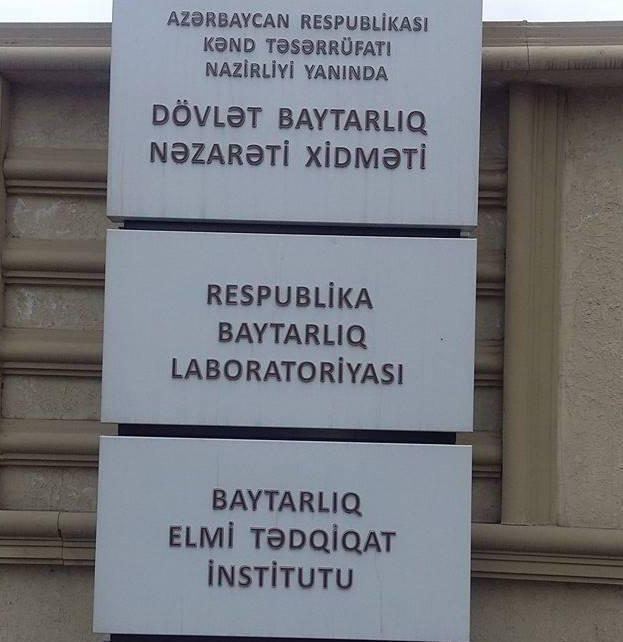 AZƏRBAYCAN RESPUBLİKASI
KƏND TƏSƏRRÜFATI
NAZİRLİYİ YANINDA
DÖVLƏT BAYTARLIQ
NƏZARƏTİ XİDMƏTİ
RESPUBLİKA
BAYTARLIQ
LABORATORİYASI
BAYTARLIQ
ELMİ TƏDQİQAT
İNSTİTUTU